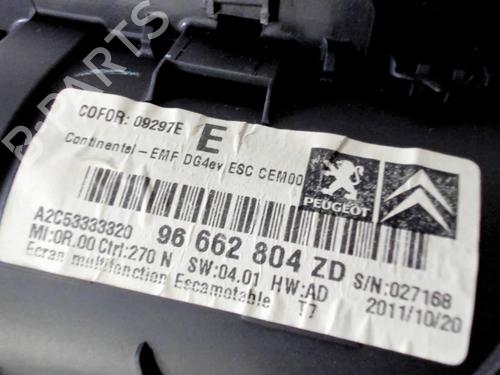 B-PARTS
COFOR: 09297E E
Continental - EMF DG4ev ESC CEM00
PEUGEOT
A2C53333320
96 662 804 ZD S/N:027168
MI:0R.00 Ctrl:270 N SW:04.01 HW:AD 2011/10/20
Ecran multifonction Escamotable T7